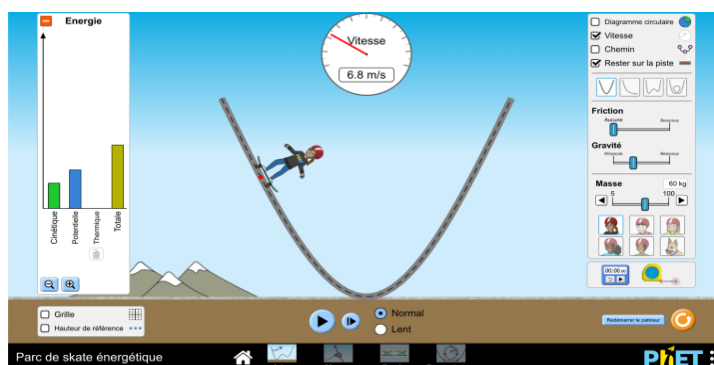 Energie
Cinétique
Potentielle
Thermique
Totale
Vitesse
6.8 m/s
Diagramme circulaire
Vitesse
Chemin
Rester sur la piste
Friction
Aucune
Beaucoup
Gravité
Beaucoup
Masse
60 kg
5
100
00:00.00
Grille
Hauteur de référence
Normal
Lent
Redémarrer le patineur
Parc de skate énergétique
PhET